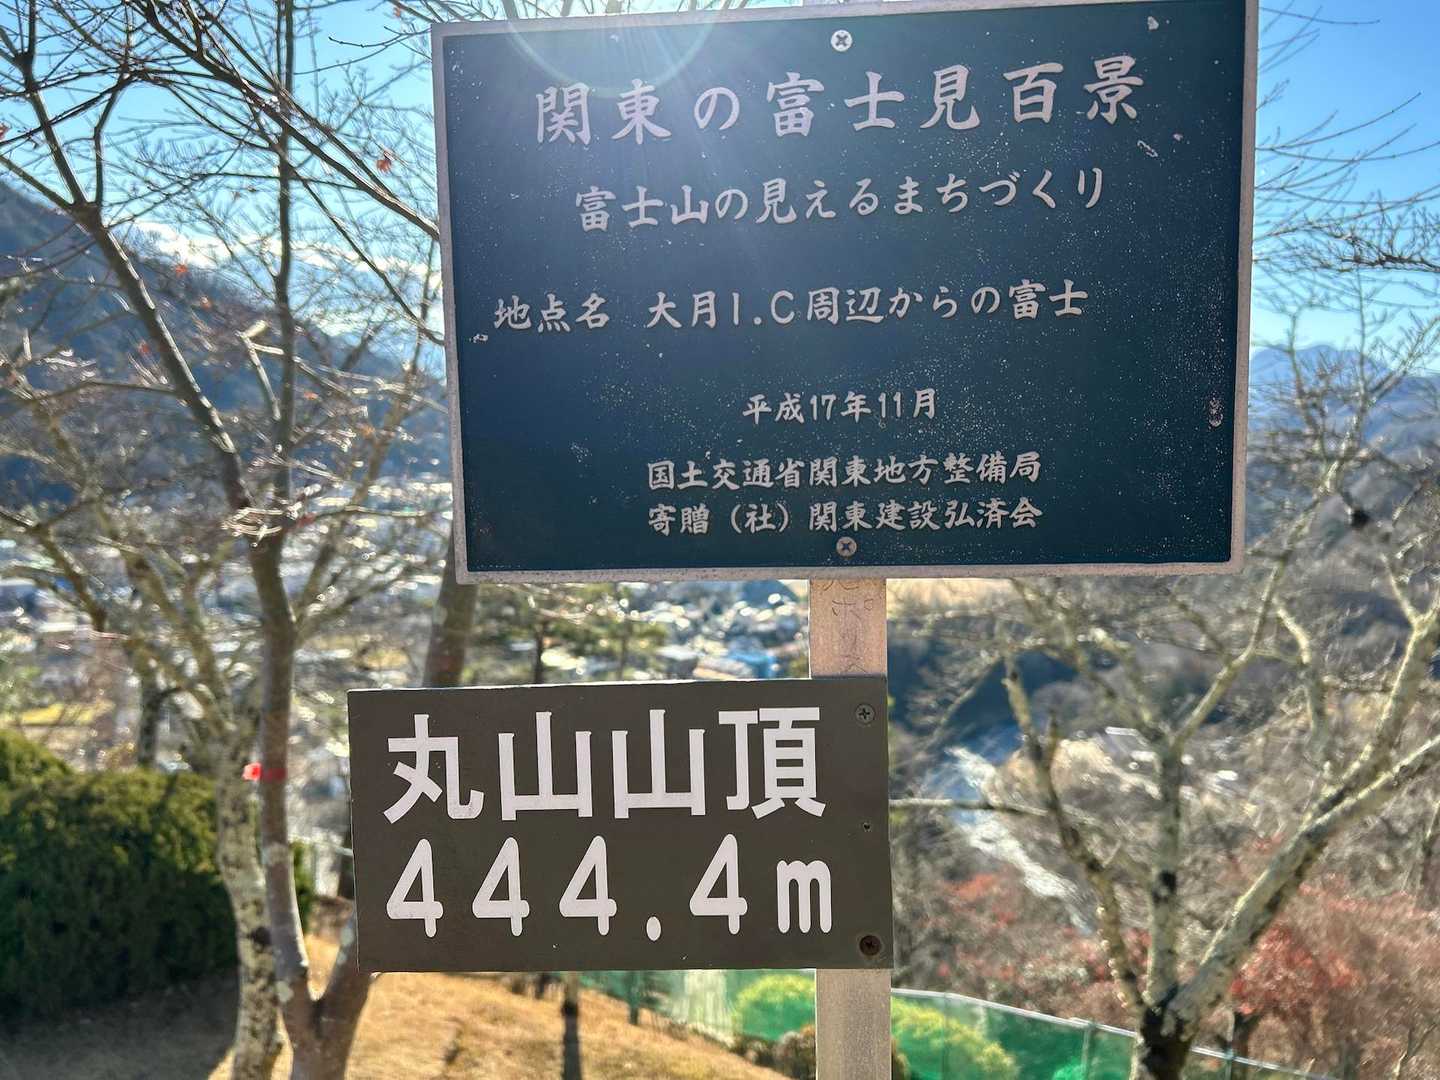 関東の富士見百景
富士山の見えるまちづくり
地点名 大月I.C周辺からの富士
平成17年11月
国土交通省関東地方整備局
寄贈（社）関東建設弘済会
丸山山頂
444.4m